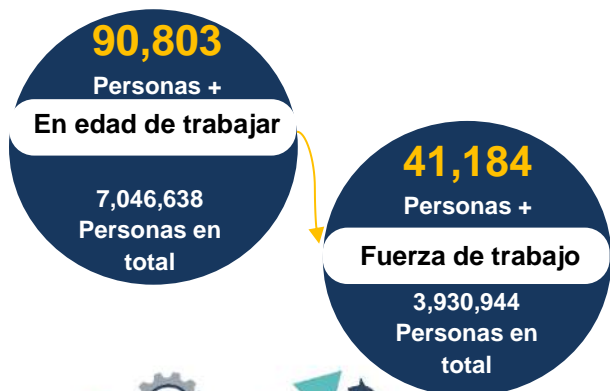 90,803
Personas +
En edad de trabajar
7,046,638
Personas en
total
41,184
Personas +
Fuerza de trabajo
3,930,944
Personas en
total